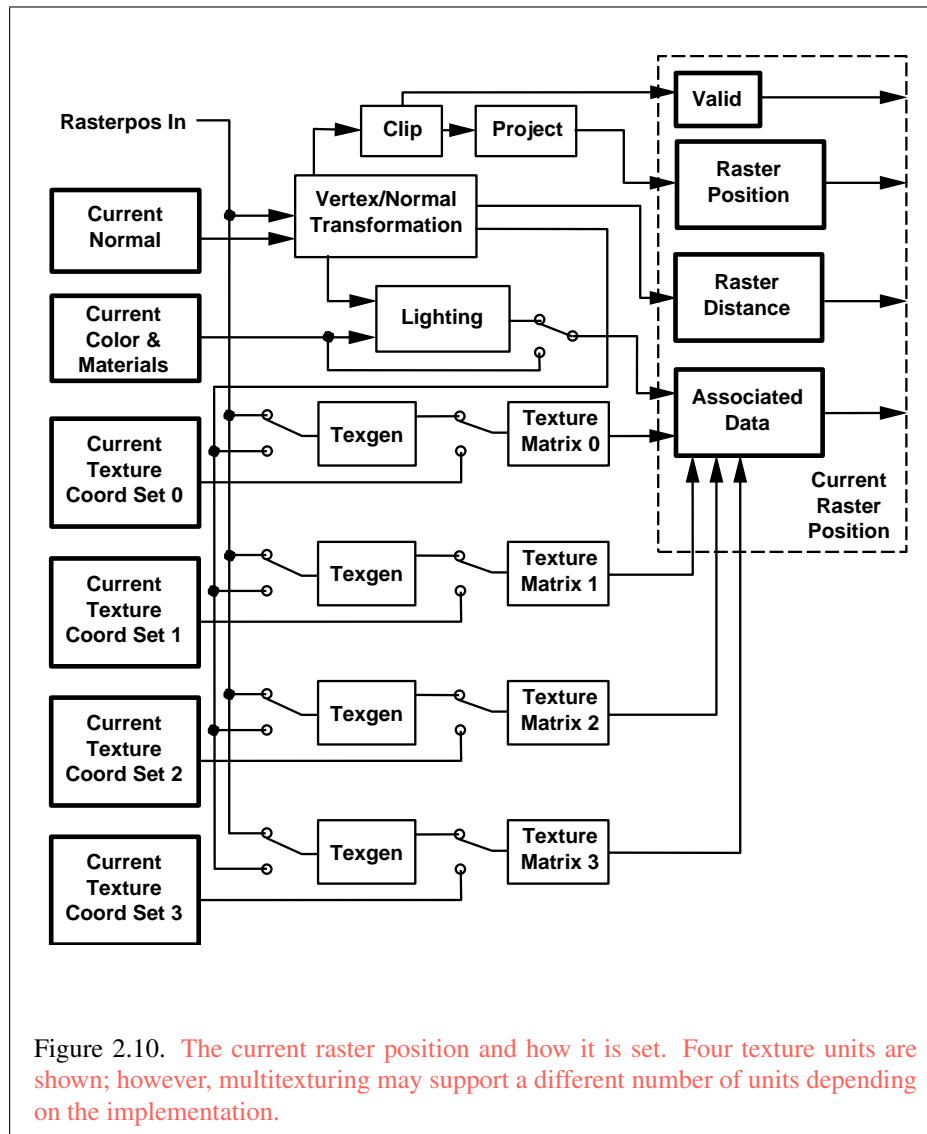 Rasterpos In
Clip
Project
Valid
Raster
Position
Current
Normal
Vertex/Normal
Transformation
Raster
Distance
Current
Color &
Materials
Lighting
Associated
Data
Current
Raster
Position
Current
Texture
Coord Set 0
Texgen
Texture
Matrix 0
Current
Texture
Coord Set 1
Texgen
Texture
Matrix 1
Current
Texture
Coord Set 2
Texgen
Texture
Matrix 2
Current
Texture
Coord Set 3
Texgen
Texture
Matrix 3
Figure 2.10. The current raster position and how it is set. Four texture units are
shown; however, multitexturing may support a different number of units depending
on the implementation.